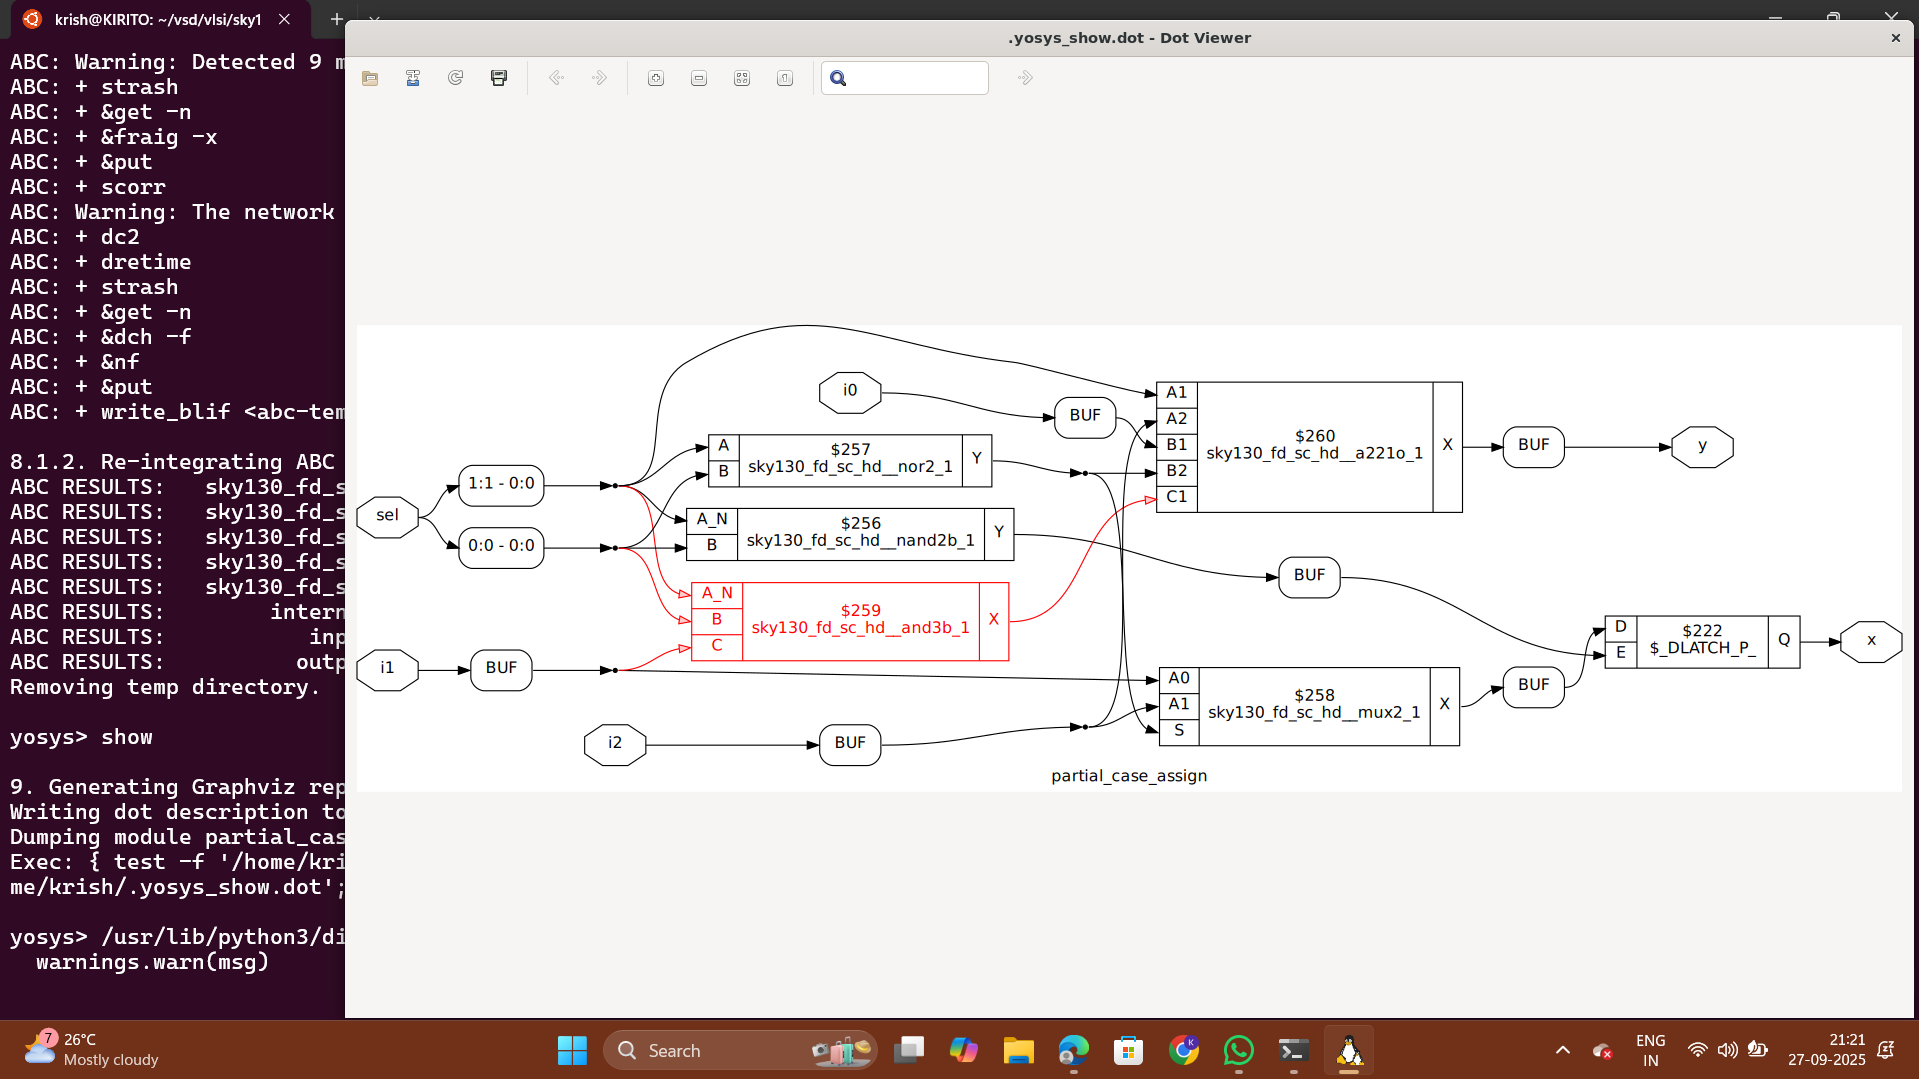 krish@KIRITO: ~/vsd/vlsi/sky1
ABC: Warning: Detected 9 m
ABC: + strash
ABC: + &get -n
ABC: + &fraig -x
ABC: + &put
ABC: + scorr
ABC: Warning: The network
ABC: + dc2
ABC: + dretime
ABC: + strash
ABC: + &get -n
ABC: + &dch -f
ABC: + &nf
ABC: + &put
ABC: + write_blif <abc-tem
8.1.2. Re-integrating ABC
ABC RESULTS:   sky130_fd_s
ABC RESULTS:   sky130_fd_s
ABC RESULTS:   sky130_fd_s
ABC RESULTS:   sky130_fd_s
ABC RESULTS:   sky130_fd_s
ABC RESULTS:        intern
ABC RESULTS:           inp
ABC RESULTS:          outp
Removing temp directory.
yosys> show
9. Generating Graphviz rep
Writing dot description to
Dumping module partial_cas
Exec: { test -f '/home/kri
me/krish/.yosys_show.dot';
yosys> /usr/lib/python3/di
warnings.warn(msg)
.yosys_show.dot - Dot Viewer
sel
1:1 - 0:0
0:0 - 0:0
i0
BUF
A
B
$257
sky130_fd_sc_hd__nor2_1
Y
A_N
B
$256
sky130_fd_sc_hd__nand2b_1
Y
A_N
B
C
$259
sky130_fd_sc_hd__and3b_1
X
i1
BUF
i2
BUF
A1
A2
B1
B2
C1
$260
sky130_fd_sc_hd__a221o_1
X
BUF
y
BUF
A0
A1
S
$258
sky130_fd_sc_hd__mux2_1
X
BUF
D
E
$222
$_DLATCH_P_
Q
x
partial_case_assign
7
26°C
Mostly cloudy
Search
K
ENG
IN
21:21
27-09-2025